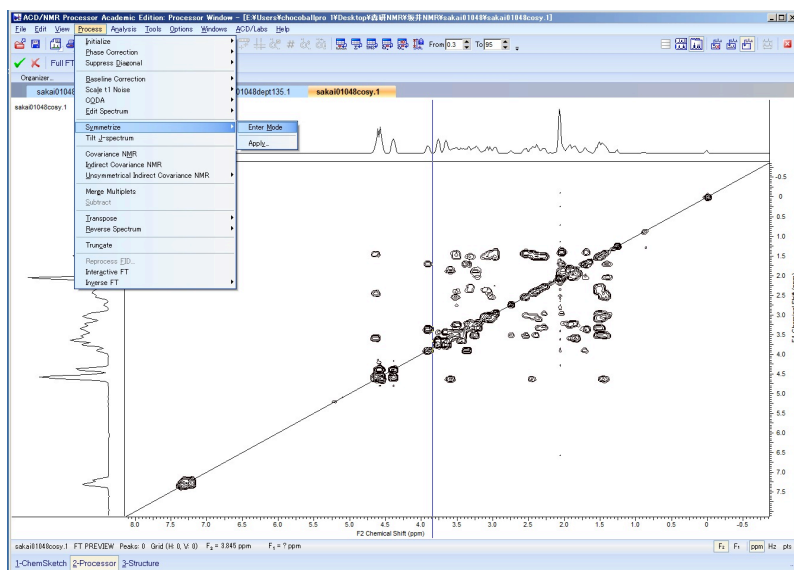 ACD/NMR Processor Academic Edition: Processor Window - [E:¥Users¥chocoballpro 1¥Desktop¥森研NMR¥坂井NMR¥sakai01048¥sakai01048cosy.1]
File Edit View Process Analysis Tools Options Windows ACD/Labs Help
From 0.3 To 95
Full FT
Organizer...
sakai01048 01048dept135.1 sakai01048cosy.1
sakai01048cosy.1
Initialize
Phase Correction
Suppress Diagonal
Baseline Correction
Scale t1 Noise
CODA
Edit Spectrum
Symmetrize
Enter Mode
Apply...
Tilt J-spectrum
Covariance NMR
Indirect Covariance NMR
Unsymmetrical Indirect Covariance NMR
Merge Multiplets
Subtract
Transpose
Reverse Spectrum
Truncate
Reprocess FID...
Interactive FT
Inverse FT
-0.5
0
0.5
1.0
1.5
2.0
2.5
3.0
3.5
4.0
4.5
5.0
5.5
6.0
6.5
7.0
7.5
F1 Chemical Shift (ppm)
8.0 7.5 7.0 6.5 6.0 5.5 5.0 4.5 4.0 3.5 3.0 2.5 2.0 1.5 1.0 0.5 0 -0.5
F2 Chemical Shift (ppm)
sakai01048cosy.1 FT PREVIEW Peaks: 0 Grid (H: 0, V: 0) F2 = 3.845 ppm F1 = ? ppm
F2 F1 ppm Hz pts
1-ChemSketch 2-Processor 3-Structure